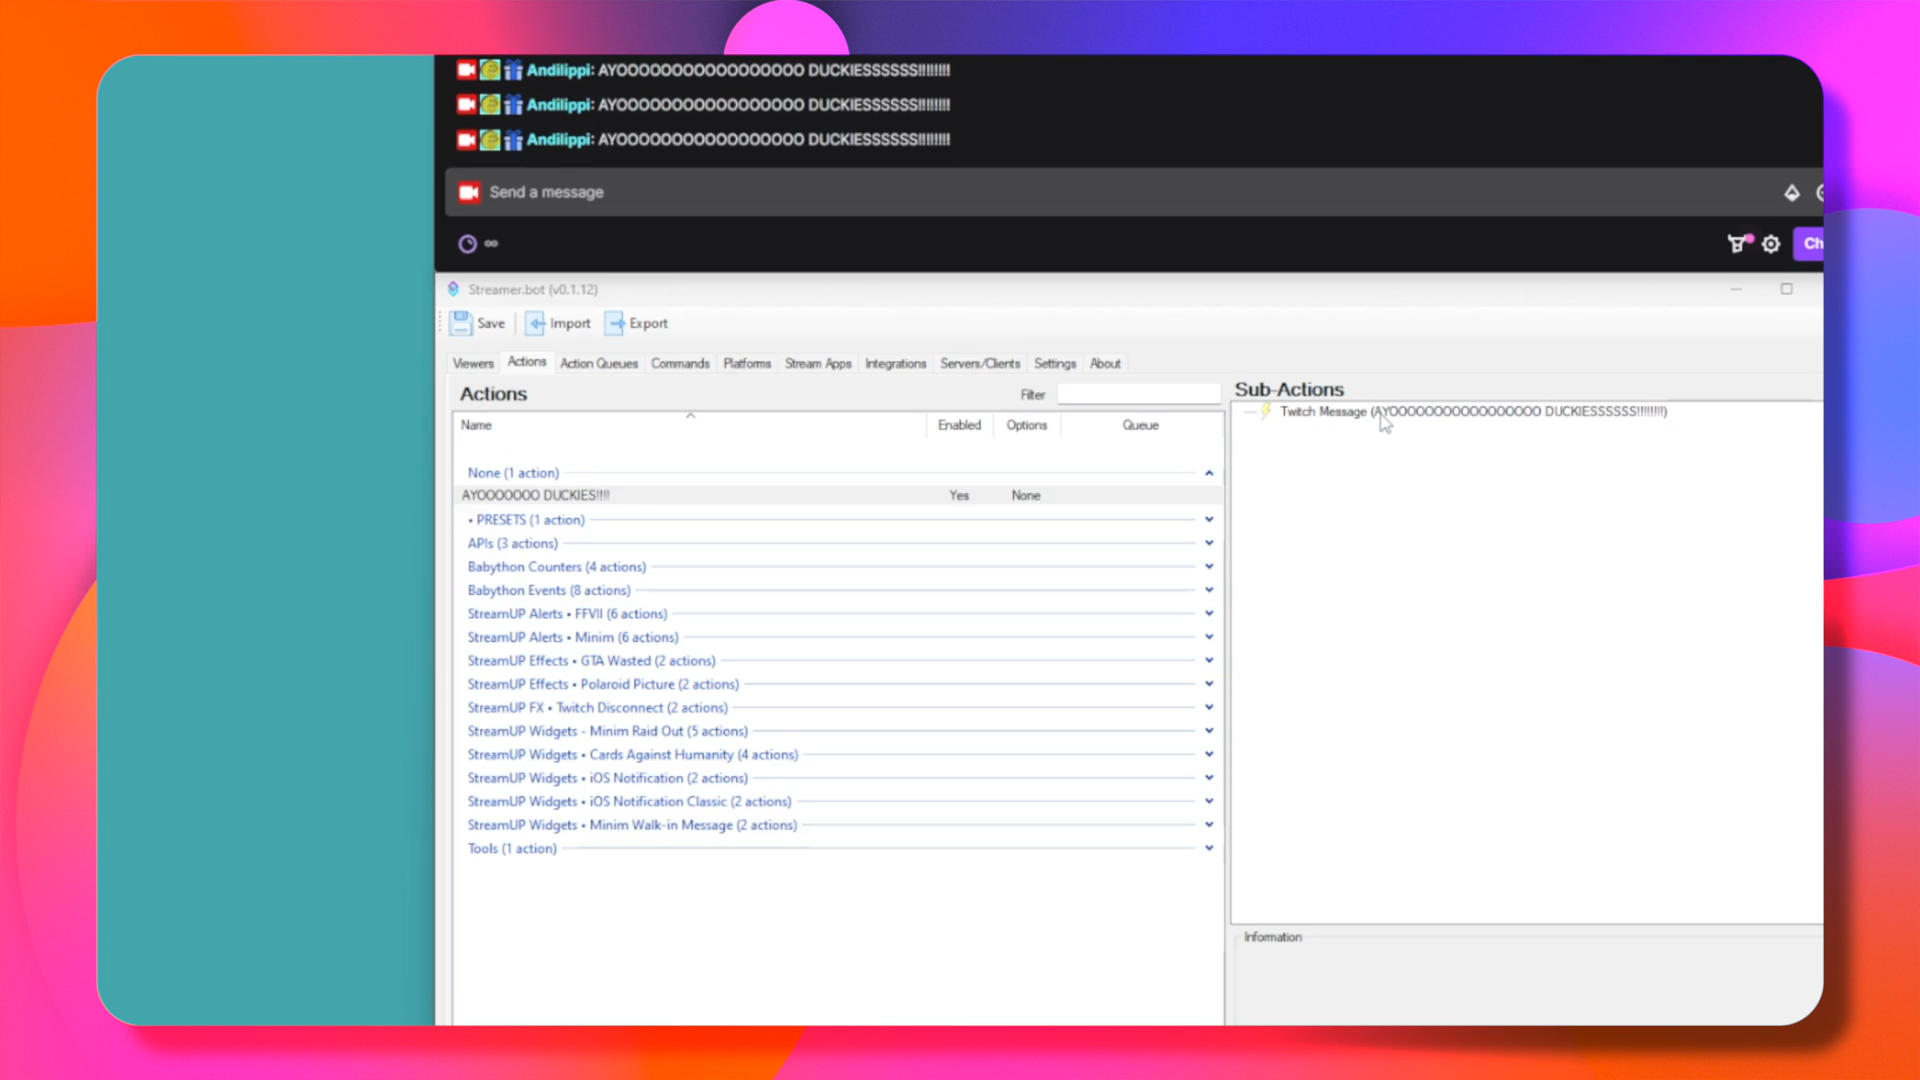 Andilippi: AYOOOOOOOOOOOOOOOOO DUCKIESSSSSS!!!!!!!!
Andilippi: AYOOOOOOOOOOOOOOOOO DUCKIESSSSSS!!!!!!!!
Andilippi: AYOOOOOOOOOOOOOOOOO DUCKIESSSSSS!!!!!!!!
Send a message
∞
Ch
Streamer.bot (v0.1.12)
Save Import Export
Viewers Actions Action Queues Commands Platforms Stream Apps Integrations Servers/Clients Settings About
Actions Filter
Name Enabled Options Queue
None (1 action)
AYOOOOOOO DUCKIES!!!! Yes None
• PRESETS (1 action)
APIs (3 actions)
Babython Counters (4 actions)
Babython Events (8 actions)
StreamUP Alerts • FFVII (6 actions)
StreamUP Alerts • Minim (6 actions)
StreamUP Effects • GTA Wasted (2 actions)
StreamUP Effects • Polaroid Picture (2 actions)
StreamUP FX • Twitch Disconnect (2 actions)
StreamUP Widgets - Minim Raid Out (5 actions)
StreamUP Widgets • Cards Against Humanity (4 actions)
StreamUP Widgets • iOS Notification (2 actions)
StreamUP Widgets • iOS Notification Classic (2 actions)
StreamUP Widgets • Minim Walk-in Message (2 actions)
Tools (1 action)
Sub-Actions
Twitch Message (AYOOOOOOOOOOOOOOOOO DUCKIESSSSSS!!!!!!!!)
Information